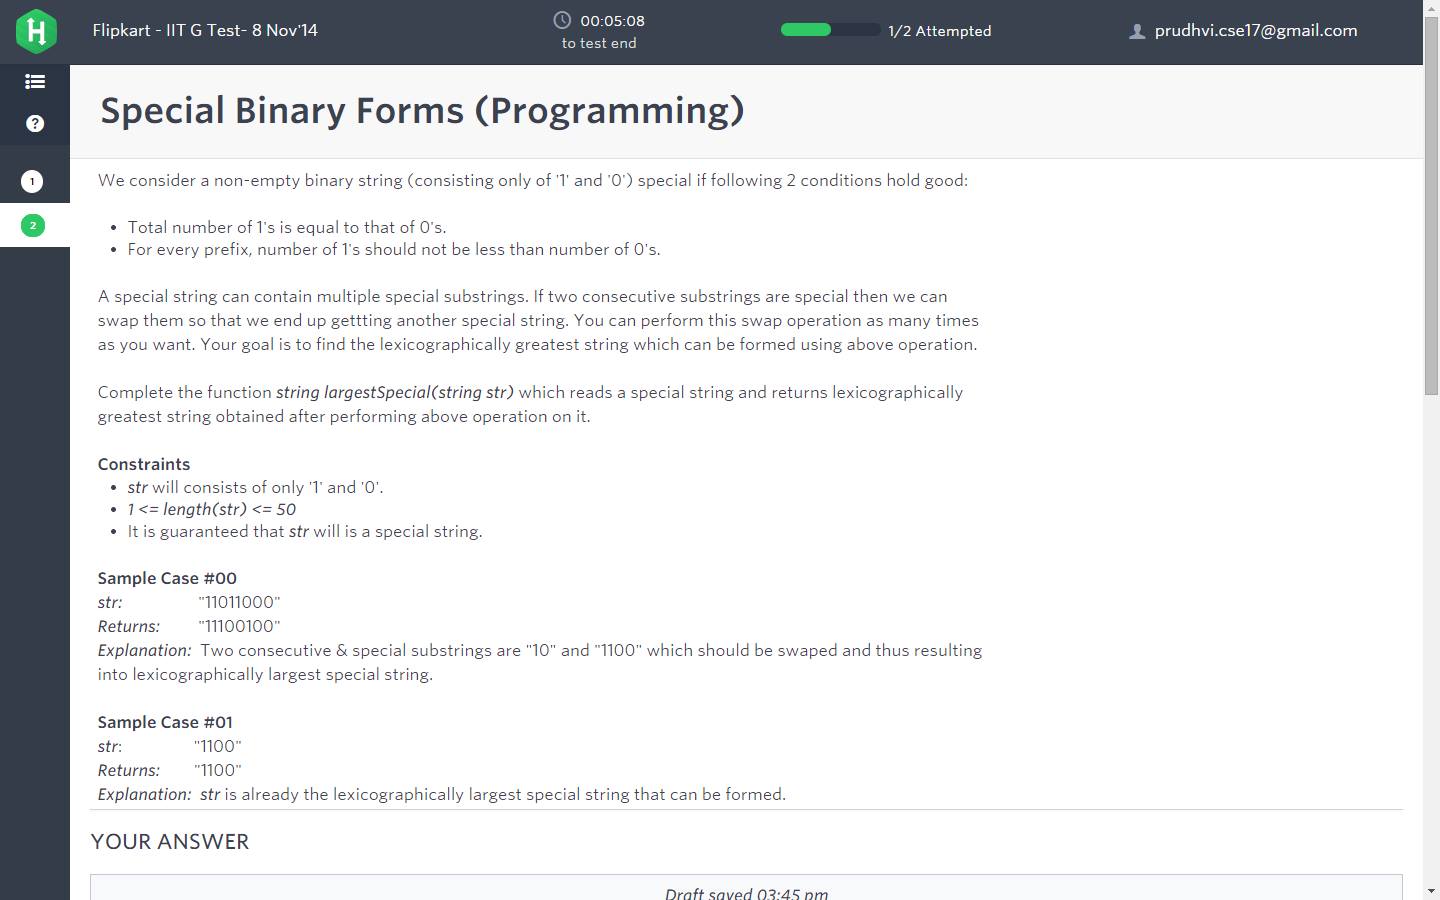 Flipkart - IIT G Test- 8 Nov'14
00:05:08
to test end
1/2 Attempted
prudhvi.cse17@gmail.com
Special Binary Forms (Programming)
1
2
We consider a non-empty binary string (consisting only of '1' and '0') special if following 2 conditions hold good:
• Total number of 1's is equal to that of 0's.
• For every prefix, number of 1's should not be less than number of 0's.
A special string can contain multiple special substrings. If two consecutive substrings are special then we can
swap them so that we end up gettting another special string. You can perform this swap operation as many times
as you want. Your goal is to find the lexicographically greatest string which can be formed using above operation.
Complete the function string largestSpecial(string str) which reads a special string and returns lexicographically
greatest string obtained after performing above operation on it.
Constraints
• str will consists of only '1' and '0'.
• 1 <= length(str) <= 50
• It is guaranteed that str will is a special string.
Sample Case #00
str: "11011000"
Returns: "11100100"
Explanation: Two consecutive & special substrings are "10" and "1100" which should be swaped and thus resulting
into lexicographically largest special string.
Sample Case #01
str: "1100"
Returns: "1100"
Explanation: str is already the lexicographically largest special string that can be formed.
YOUR ANSWER
Draft saved 03:45 pm